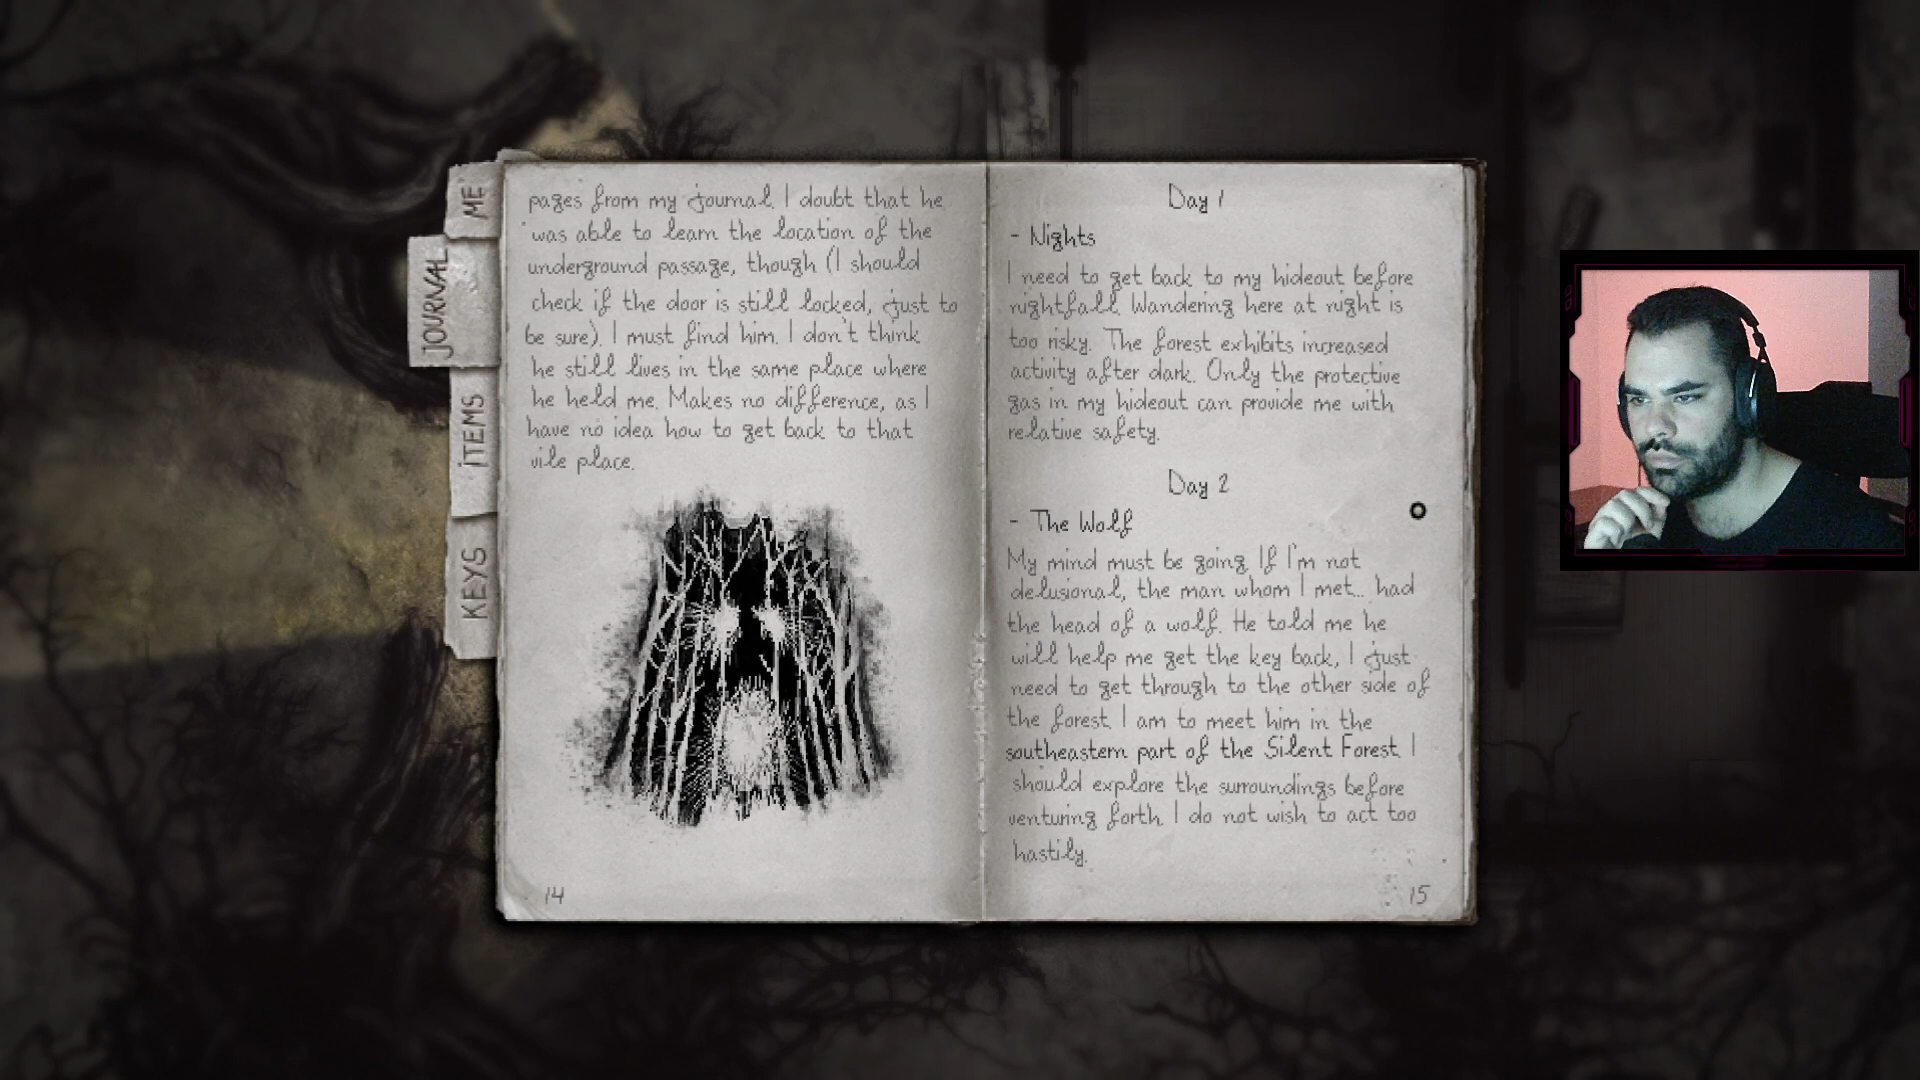 ME
JOURNAL
ITEMS
KEYS
pages from my journal. I doubt that he
was able to learn the location of the
underground passage, though (I should
check if the door is still locked, just to
be sure). I must find him. I don't think
he still lives in the same place where
he held me. Makes no difference, as I
have no idea how to get back to that
vile place.
14
Day 1
- Nights
I need to get back to my hideout before
nightfall. Wandering here at night is
too risky. The forest exhibits increased
activity after dark. Only the protective
gas in my hideout can provide me with
relative safety.
Day 2
- The Wolf
My mind must be going. If I'm not
delusional, the man whom I met... had
the head of a wolf. He told me he
will help me get the key back, I just
need to get through to the other side of
the forest. I am to meet him in the
southeastern part of the Silent Forest. I
should explore the surroundings before
venturing forth. I do not wish to act too
hastily.
15